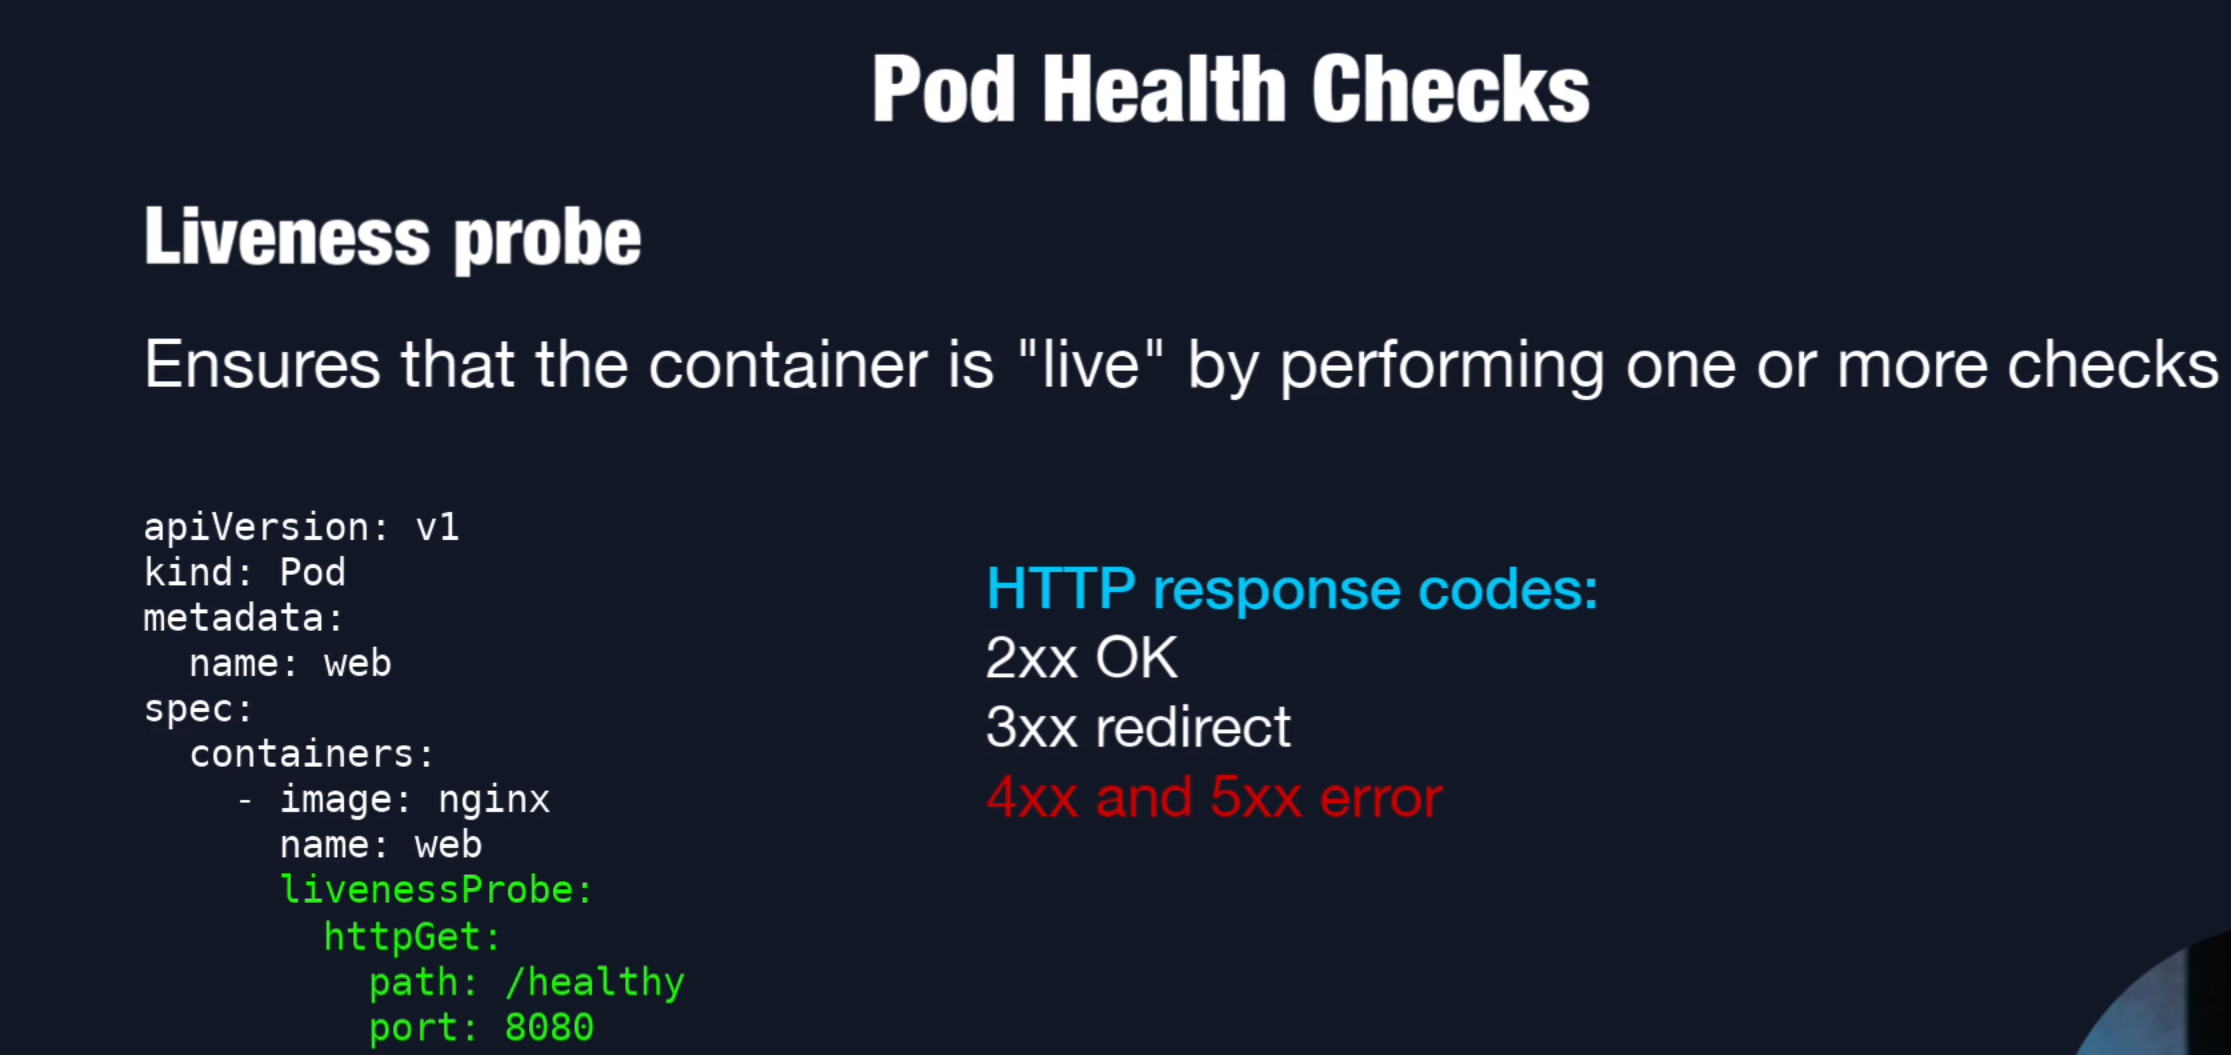 Pod Health Checks
Liveness probe
Ensures that the container is "live" by performing one or more checks
apiVersion: v1
kind: Pod
metadata:
  name: web
spec:
  containers:
    - image: nginx
      name: web
      livenessProbe:
        httpGet:
          path: /healthy
          port: 8080
HTTP response codes:
2xx OK
3xx redirect
4xx and 5xx error